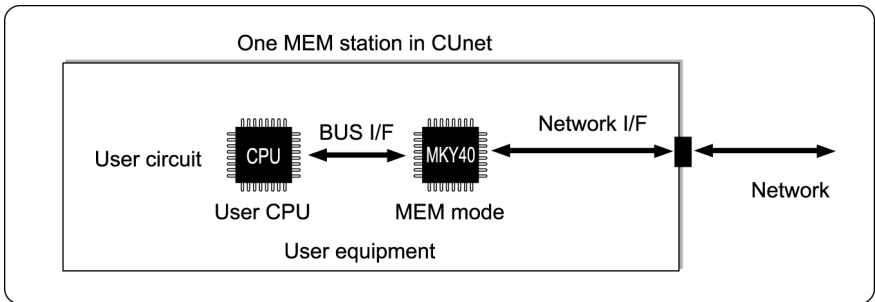 One MEM station in CUnet
BUS I/F
Network I/F
User circuit
CPU
MKY40
User CPU
MEM mode
Network
User equipment